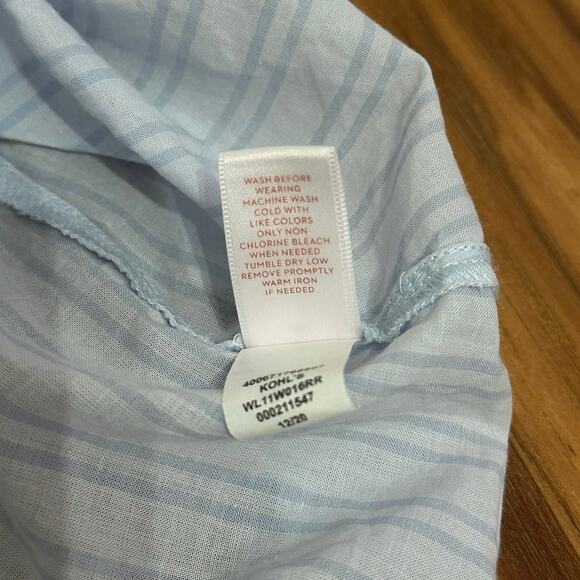 WASH BEFORE
WEARING
MACHINE WASH
COLD WITH
LIKE COLORS
ONLY NON
CHLORINE BLEACH
WHEN NEEDED
TUMBLE DRY LOW
REMOVE PROMPTLY
WARM IRON
IF NEEDED
KOHL'S
WL11W016RR
000211547
12/20